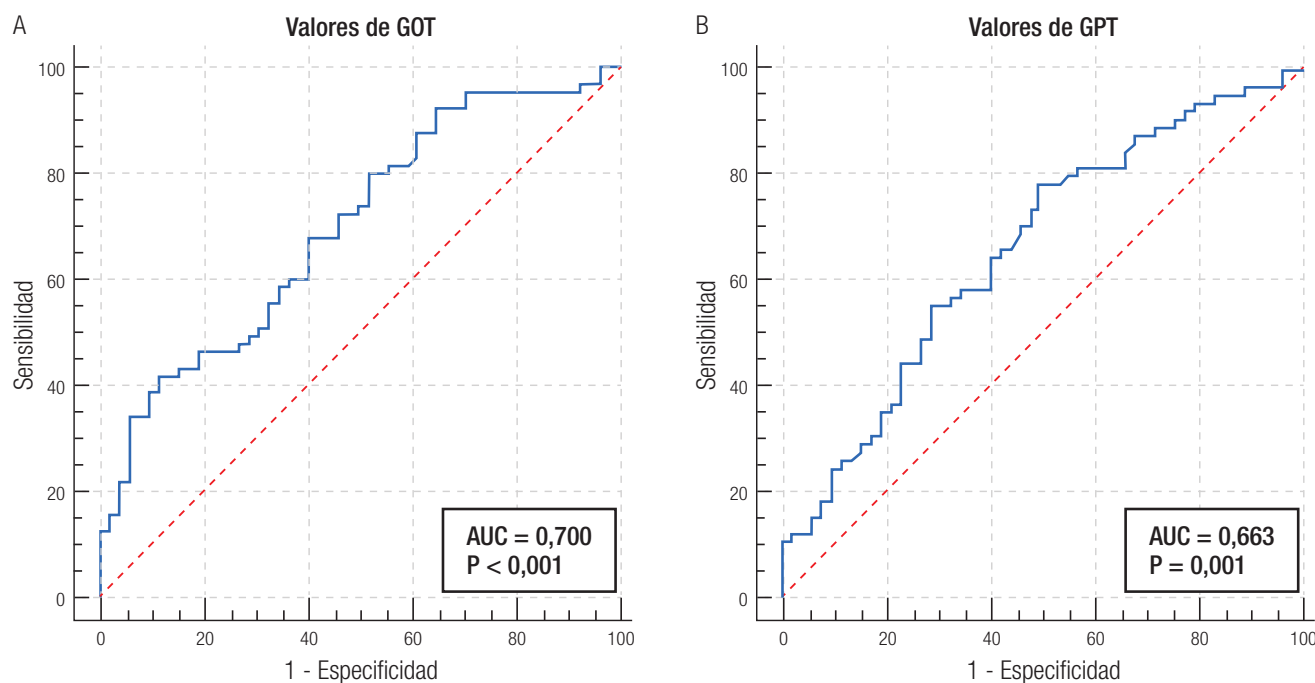 A
Valores de GOT
100
80
60
40
20
0
Sensibilidad
AUC = 0,700
P < 0,001
0
20
40
60
80
100
1 - Especificidad
B
Valores de GPT
100
80
60
40
20
0
Sensibilidad
AUC = 0,663
P = 0,001
0
20
40
60
80
100
1 - Especificidad